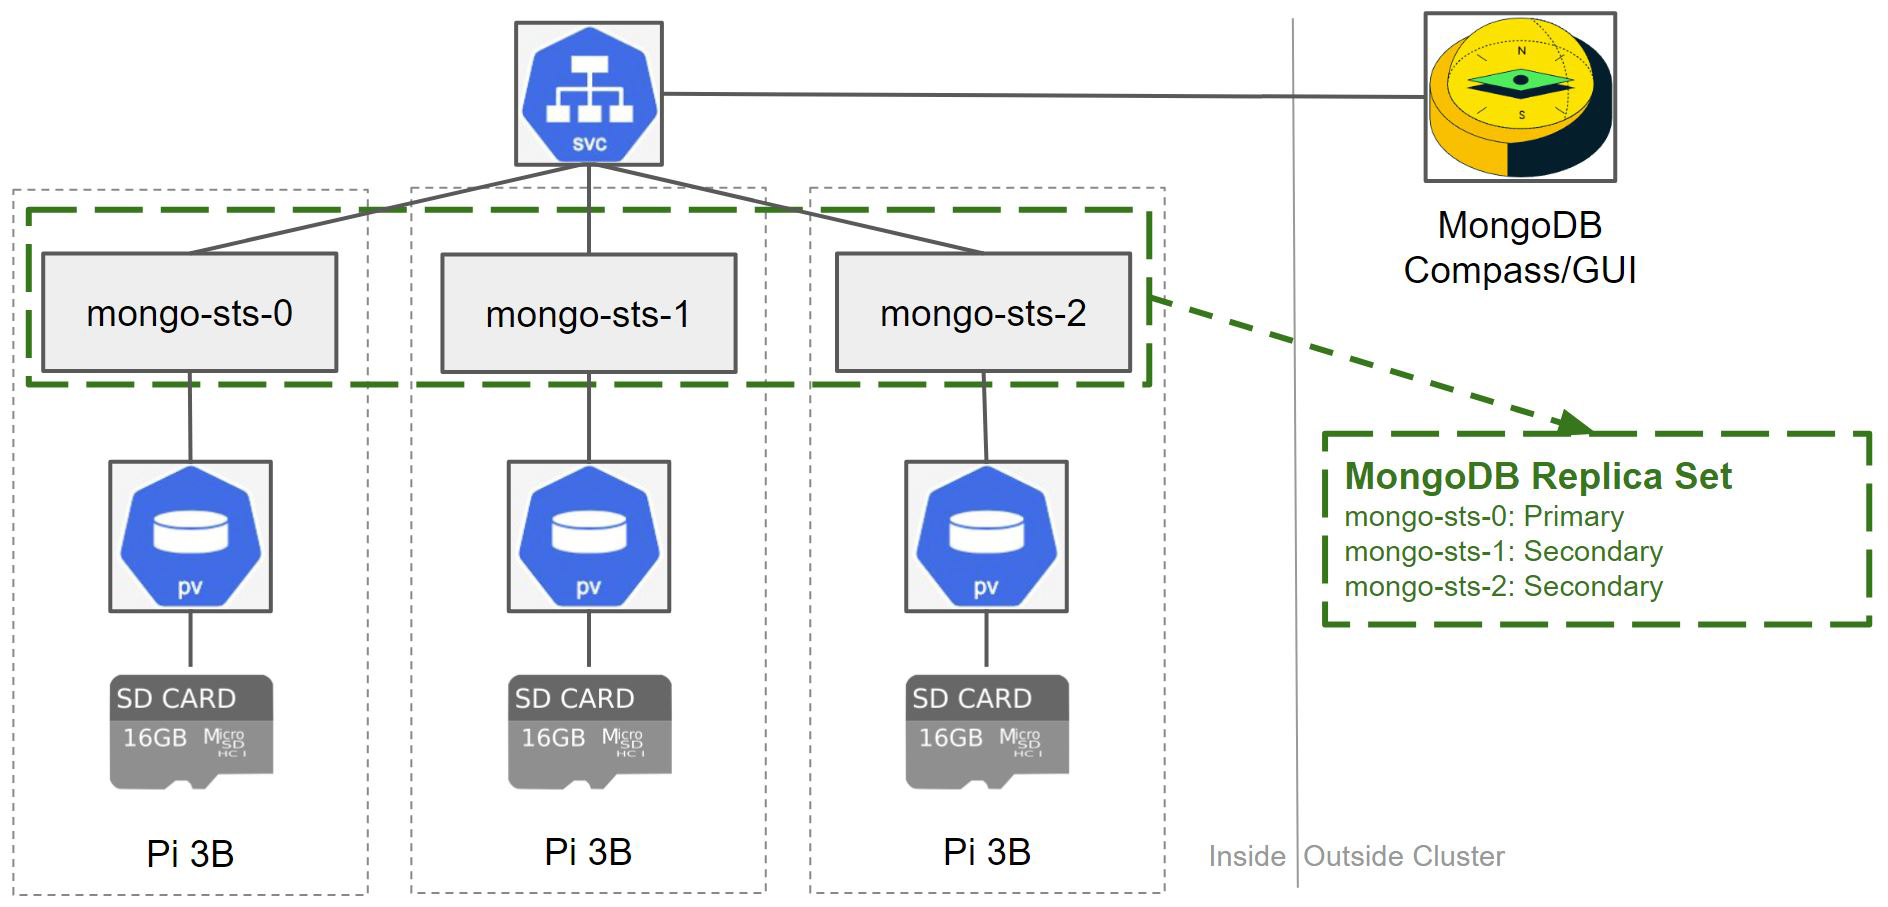 svc
N
S
MongoDB
Compass/GUI
mongo-sts-0
mongo-sts-1
mongo-sts-2
MongoDB Replica Set
mongo-sts-0: Primary
mongo-sts-1: Secondary
mongo-sts-2: Secondary
pv
pv
pv
SD CARD
16GB Micro
SD
HC I
SD CARD
16GB Micro
SD
HC I
SD CARD
16GB Micro
SD
HC I
Pi 3B
Pi 3B
Pi 3B
Inside
Outside Cluster